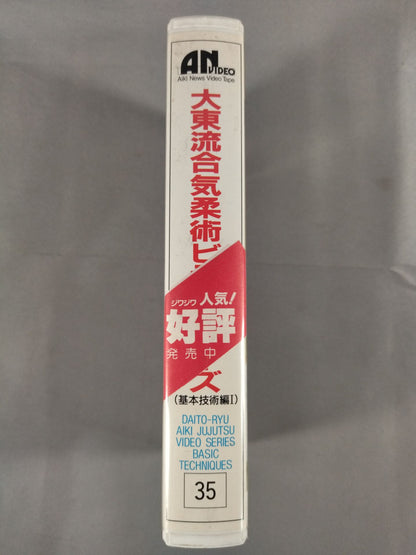 AN VIDEO
Aiki News Video Tape
大東流合気柔術ビ
ジワジワ 人気!
好評
発売中
ズ
(基本技術編I)
DAITO-RYU
AIKI JUJUTSU
VIDEO SERIES
BASIC
TECHNIQUES
35